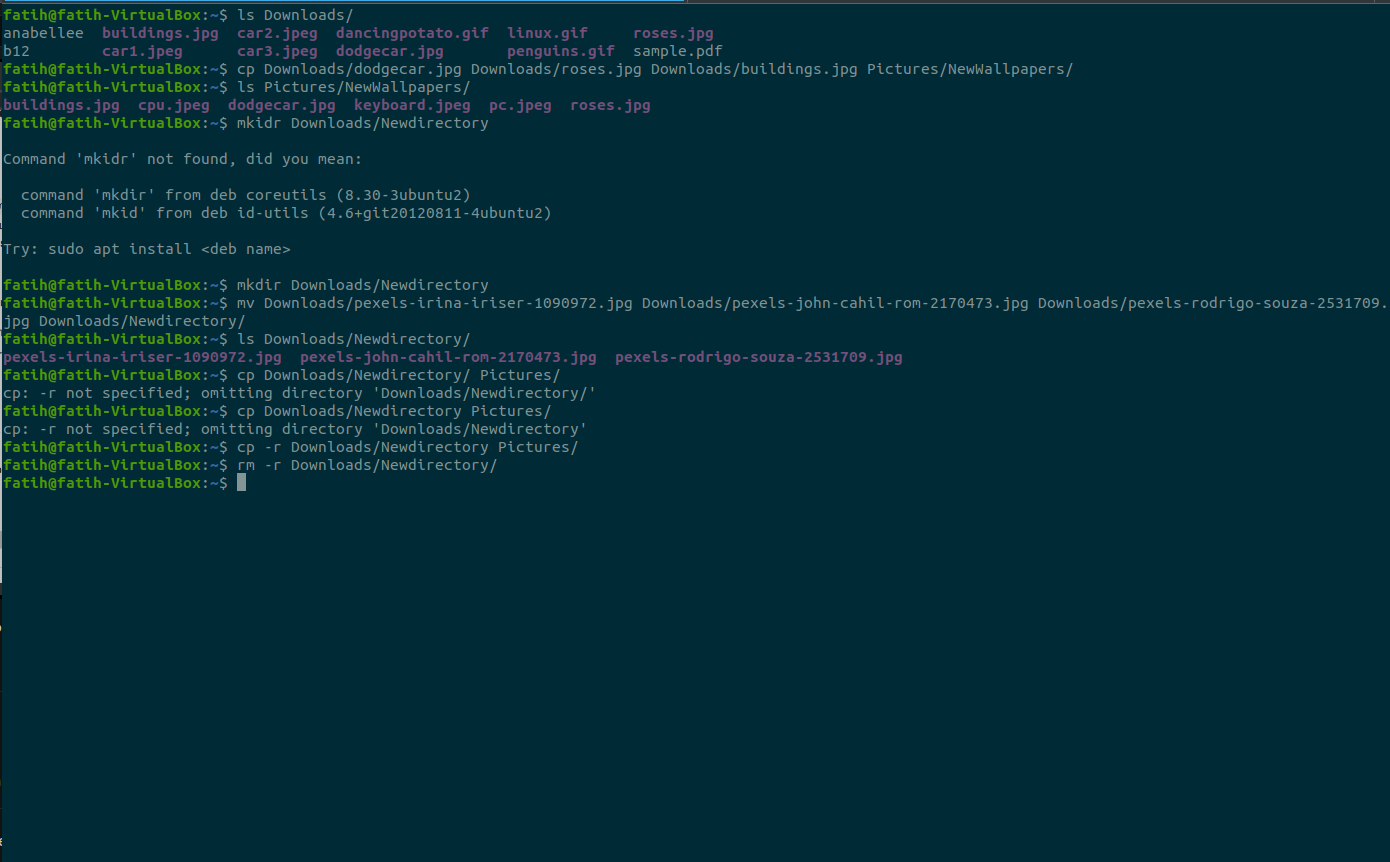 fatih@fatih-VirtualBox:~$ ls Downloads/
anabellee  buildings.jpg  car2.jpeg  dancingpotato.gif  linux.gif     roses.jpg
b12        car1.jpeg      car3.jpeg  dodgecar.jpg       penguins.gif  sample.pdf
fatih@fatih-VirtualBox:~$ cp Downloads/dodgecar.jpg Downloads/roses.jpg Downloads/buildings.jpg Pictures/NewWallpapers/
fatih@fatih-VirtualBox:~$ ls Pictures/NewWallpapers/
buildings.jpg  cpu.jpeg  dodgecar.jpg  keyboard.jpeg  pc.jpeg  roses.jpg
fatih@fatih-VirtualBox:~$ mkidr Downloads/Newdirectory
Command 'mkidr' not found, did you mean:
  command 'mkdir' from deb coreutils (8.30-3ubuntu2)
  command 'mkid' from deb id-utils (4.6+git20120811-4ubuntu2)
Try: sudo apt install <deb name>
fatih@fatih-VirtualBox:~$ mkdir Downloads/Newdirectory
fatih@fatih-VirtualBox:~$ mv Downloads/pexels-irina-iriser-1090972.jpg Downloads/pexels-john-cahil-rom-2170473.jpg Downloads/pexels-rodrigo-souza-2531709.
jpg Downloads/Newdirectory/
fatih@fatih-VirtualBox:~$ ls Downloads/Newdirectory/
pexels-irina-iriser-1090972.jpg  pexels-john-cahil-rom-2170473.jpg  pexels-rodrigo-souza-2531709.jpg
fatih@fatih-VirtualBox:~$ cp Downloads/Newdirectory/ Pictures/
cp: -r not specified; omitting directory 'Downloads/Newdirectory/'
fatih@fatih-VirtualBox:~$ cp Downloads/Newdirectory Pictures/
cp: -r not specified; omitting directory 'Downloads/Newdirectory'
fatih@fatih-VirtualBox:~$ cp -r Downloads/Newdirectory Pictures/
fatih@fatih-VirtualBox:~$ rm -r Downloads/Newdirectory/
fatih@fatih-VirtualBox:~$